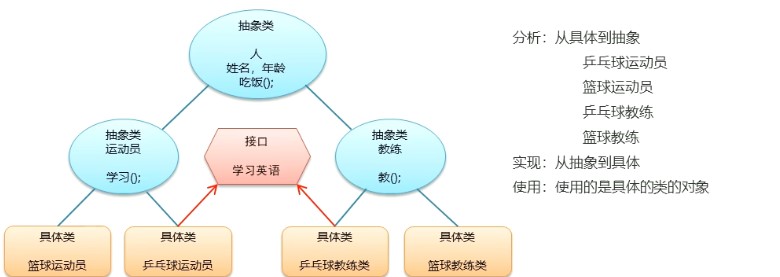 抽象类
人
姓名，年龄
吃饭();
抽象类
运动员
学习();
接口
学习英语
抽象类
教练
教();
具体类
篮球运动员
具体类
乒乓球运动员
具体类
乒乓球教练类
具体类
篮球教练类
分析：从具体到抽象
乒乓球运动员
篮球运动员
乒乓球教练
篮球教练
实现：从抽象到具体
使用：使用的是具体的类的对象